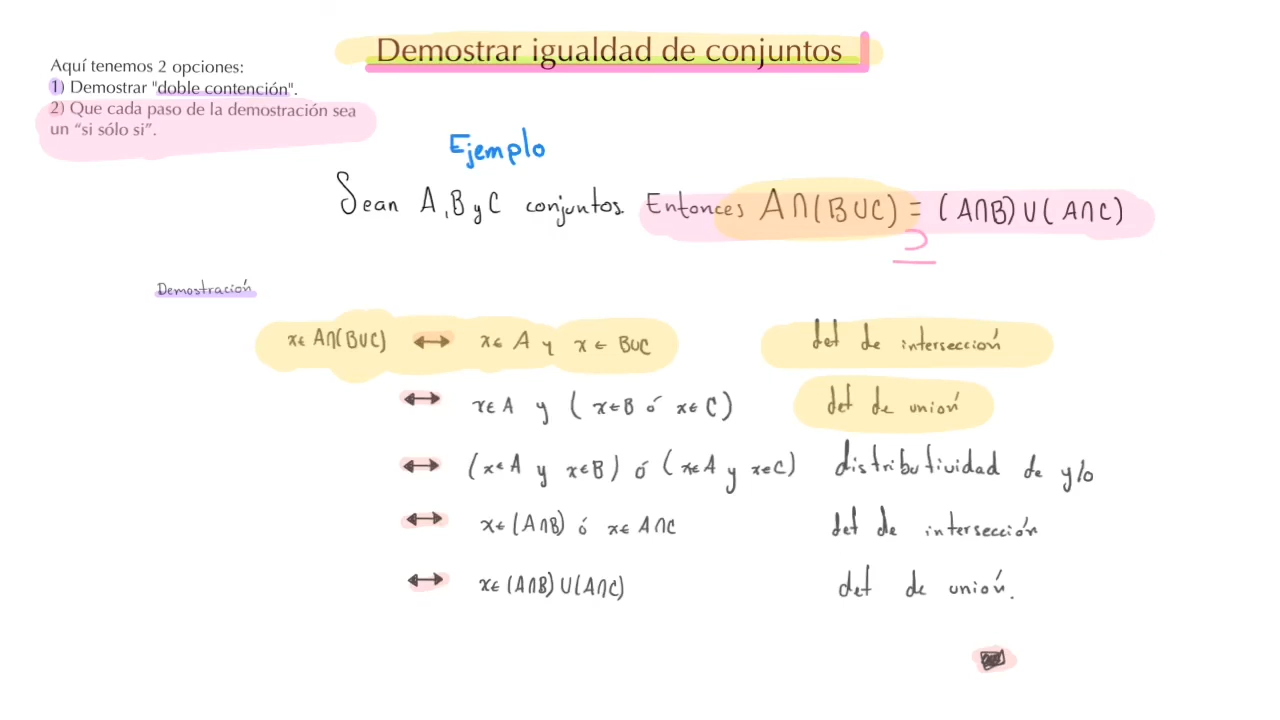 Demostrar igualdad de conjuntos
Aquí tenemos 2 opciones:
1) Demostrar "doble contención".
2) Que cada paso de la demostración sea
un “si sólo si”.
Ejemplo
Sean A, B y C conjuntos. Entonces A∩(B∪C) = (A∩B)∪(A∩C)
⊇
Demostración
x∈ A∩(B∪C) ↔ x∈ A y x ∈ B∪C def de intersección
↔ x∈A y ( x∈B ó x∈C ) def de unión
↔ (x∈A y x∈B) ó (x∈A y x∈C) distributividad de y/o
↔ x∈(A∩B) ó x∈ A∩C def de intersección
↔ x∈(A∩B)∪(A∩C) def de unión.